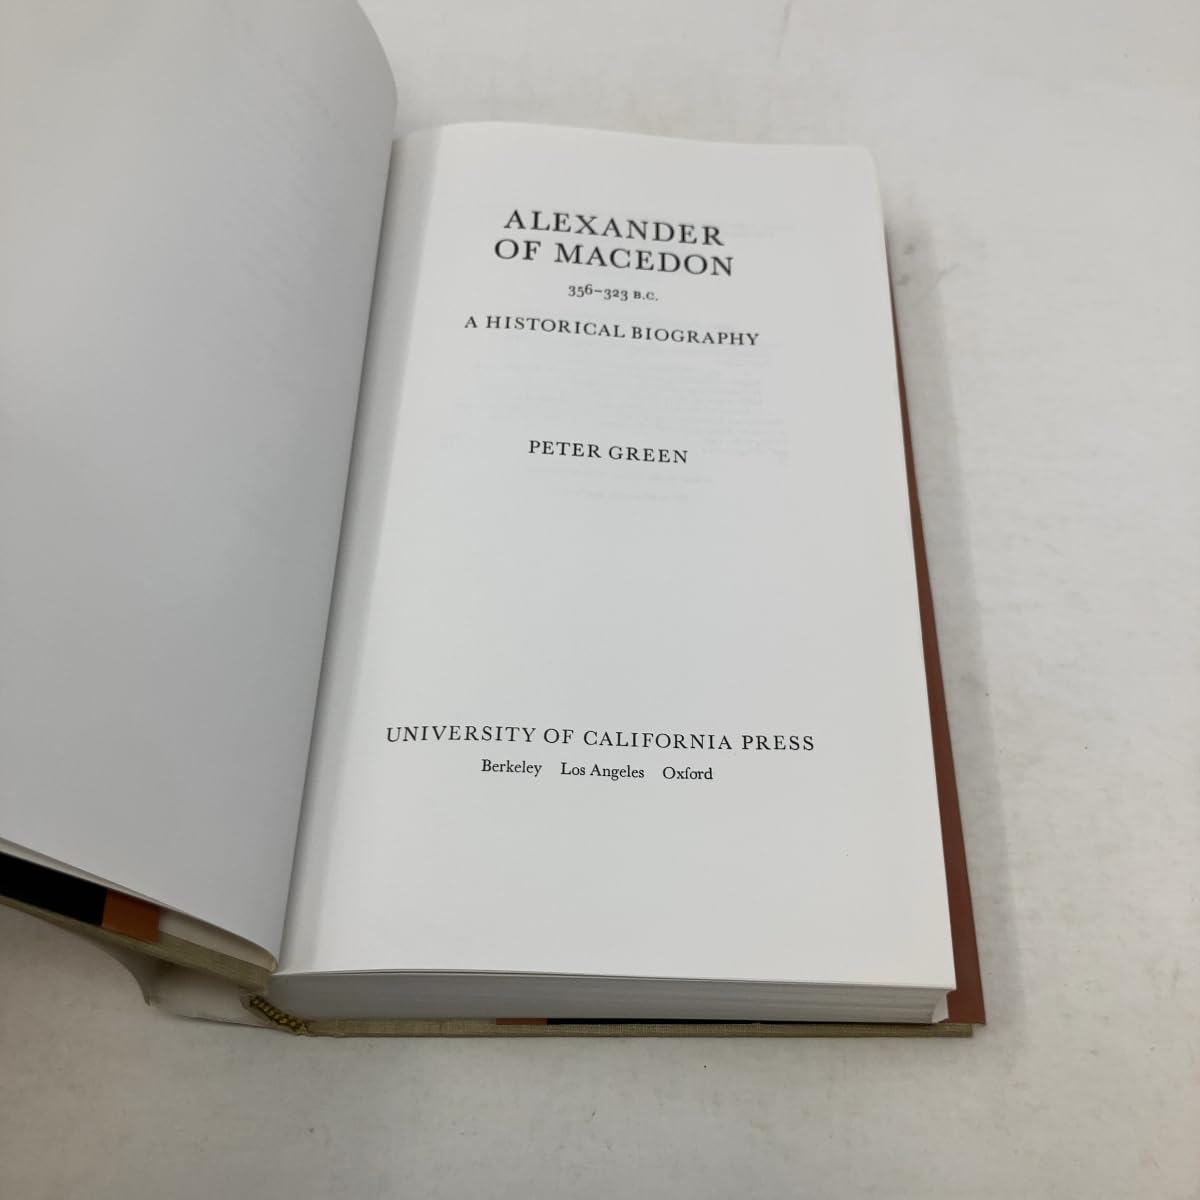 ALEXANDER
OF MACEDON
356–323 B.C.
A HISTORICAL BIOGRAPHY
PETER GREEN
UNIVERSITY OF CALIFORNIA PRESS
Berkeley Los Angeles Oxford